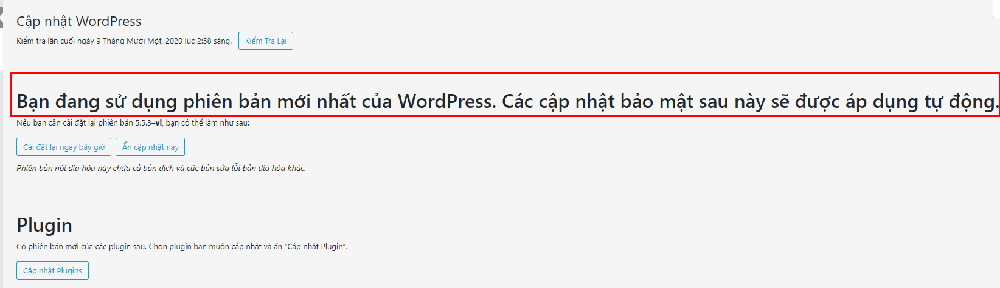 Cập nhật WordPress
Kiểm tra lần cuối ngày 9 Tháng Mười Một, 2020 lúc 2:58 sáng. Kiểm Tra Lại
Bạn đang sử dụng phiên bản mới nhất của WordPress. Các cập nhật bảo mật sau này sẽ được áp dụng tự động.
Nếu bạn cần cài đặt lại phiên bản 5.5.3–vi, bạn có thể làm như sau:
Cài đặt lại ngay bây giờ Ẩn cập nhật này
Phiên bản nội địa hóa này chứa cả bản dịch và các bản sửa lỗi bản địa hóa khác.
Plugin
Có phiên bản mới của các plugin sau. Chọn plugin bạn muốn cập nhật và ấn “Cập nhật Plugin”.
Cập nhật Plugins